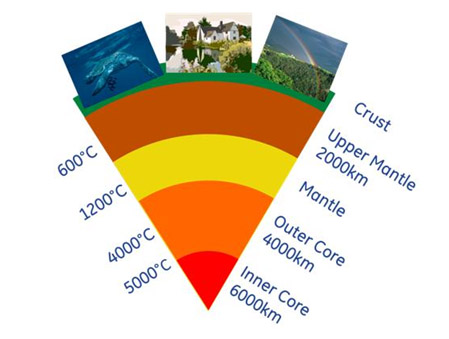 Crust
Upper Mantle
2000km
Mantle
Outer Core
4000km
Inner Core
6000km
600°C
1200°C
4000°C
5000°C